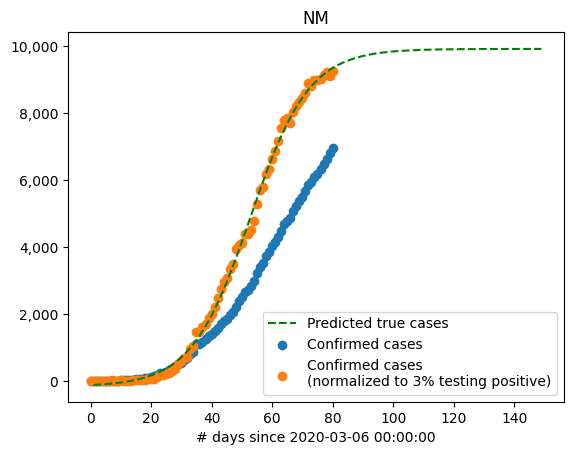 NM
10,000
8,000
6,000
4,000
2,000
0
Predicted true cases
Confirmed cases
Confirmed cases
(normalized to 3% testing positive)
0 20 40 60 80 100 120 140
# days since 2020-03-06 00:00:00